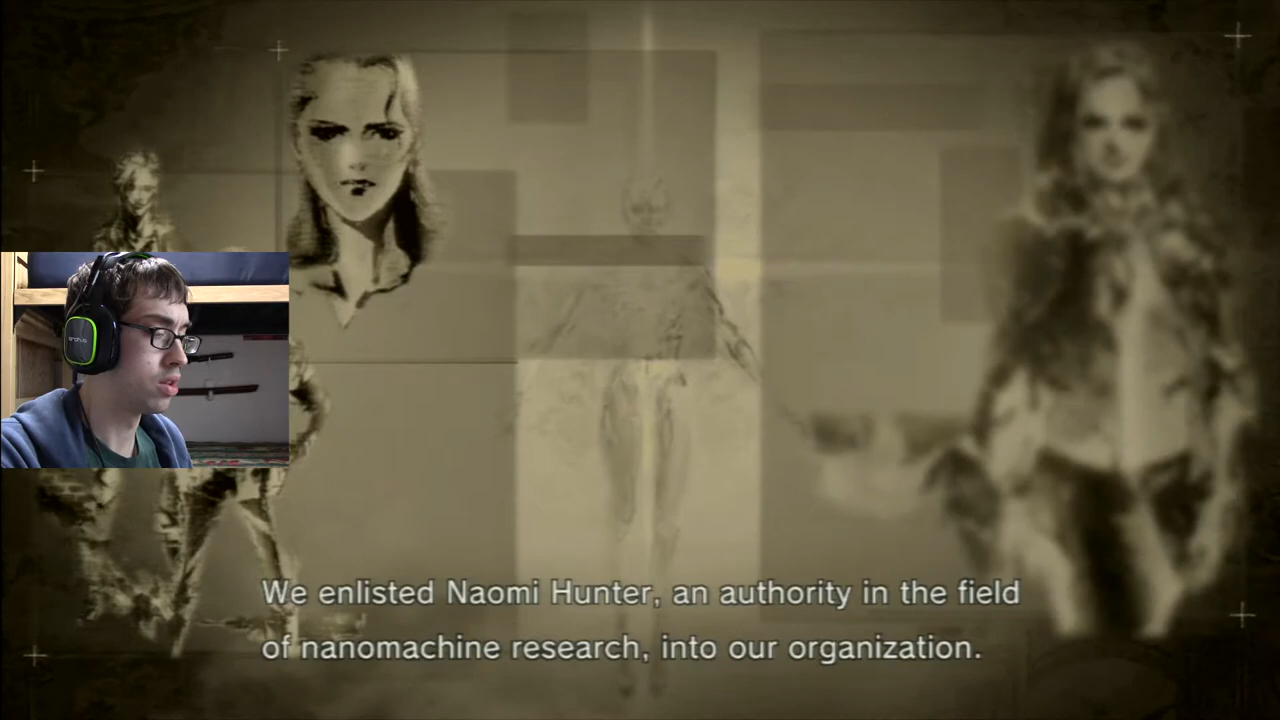 We enlisted Naomi Hunter, an authority in the field
of nanomachine research, into our organization.